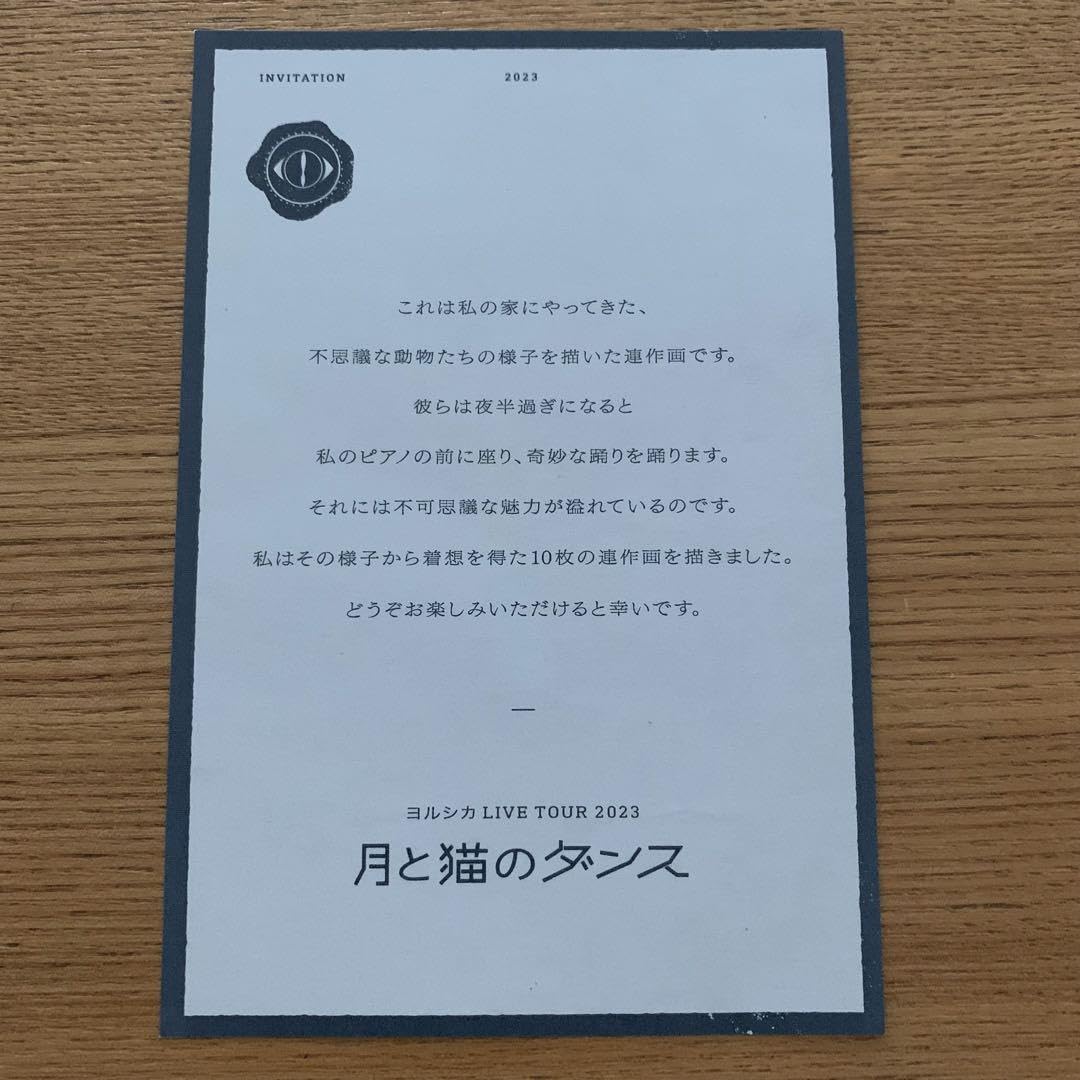 INVITATION 2023
これは私の家にやってきた、
不思議な動物たちの様子を描いた連作画です。
彼らは夜半過ぎになると
私のピアノの前に座り、奇妙な踊りを踊ります。
それには不可思議な魅力が溢れているのです。
私はその様子から着想を得た10枚の連作画を描きました。
どうぞお楽しみいただけると幸いです。
ヨルシカ LIVE TOUR 2023
月と猫のダンス